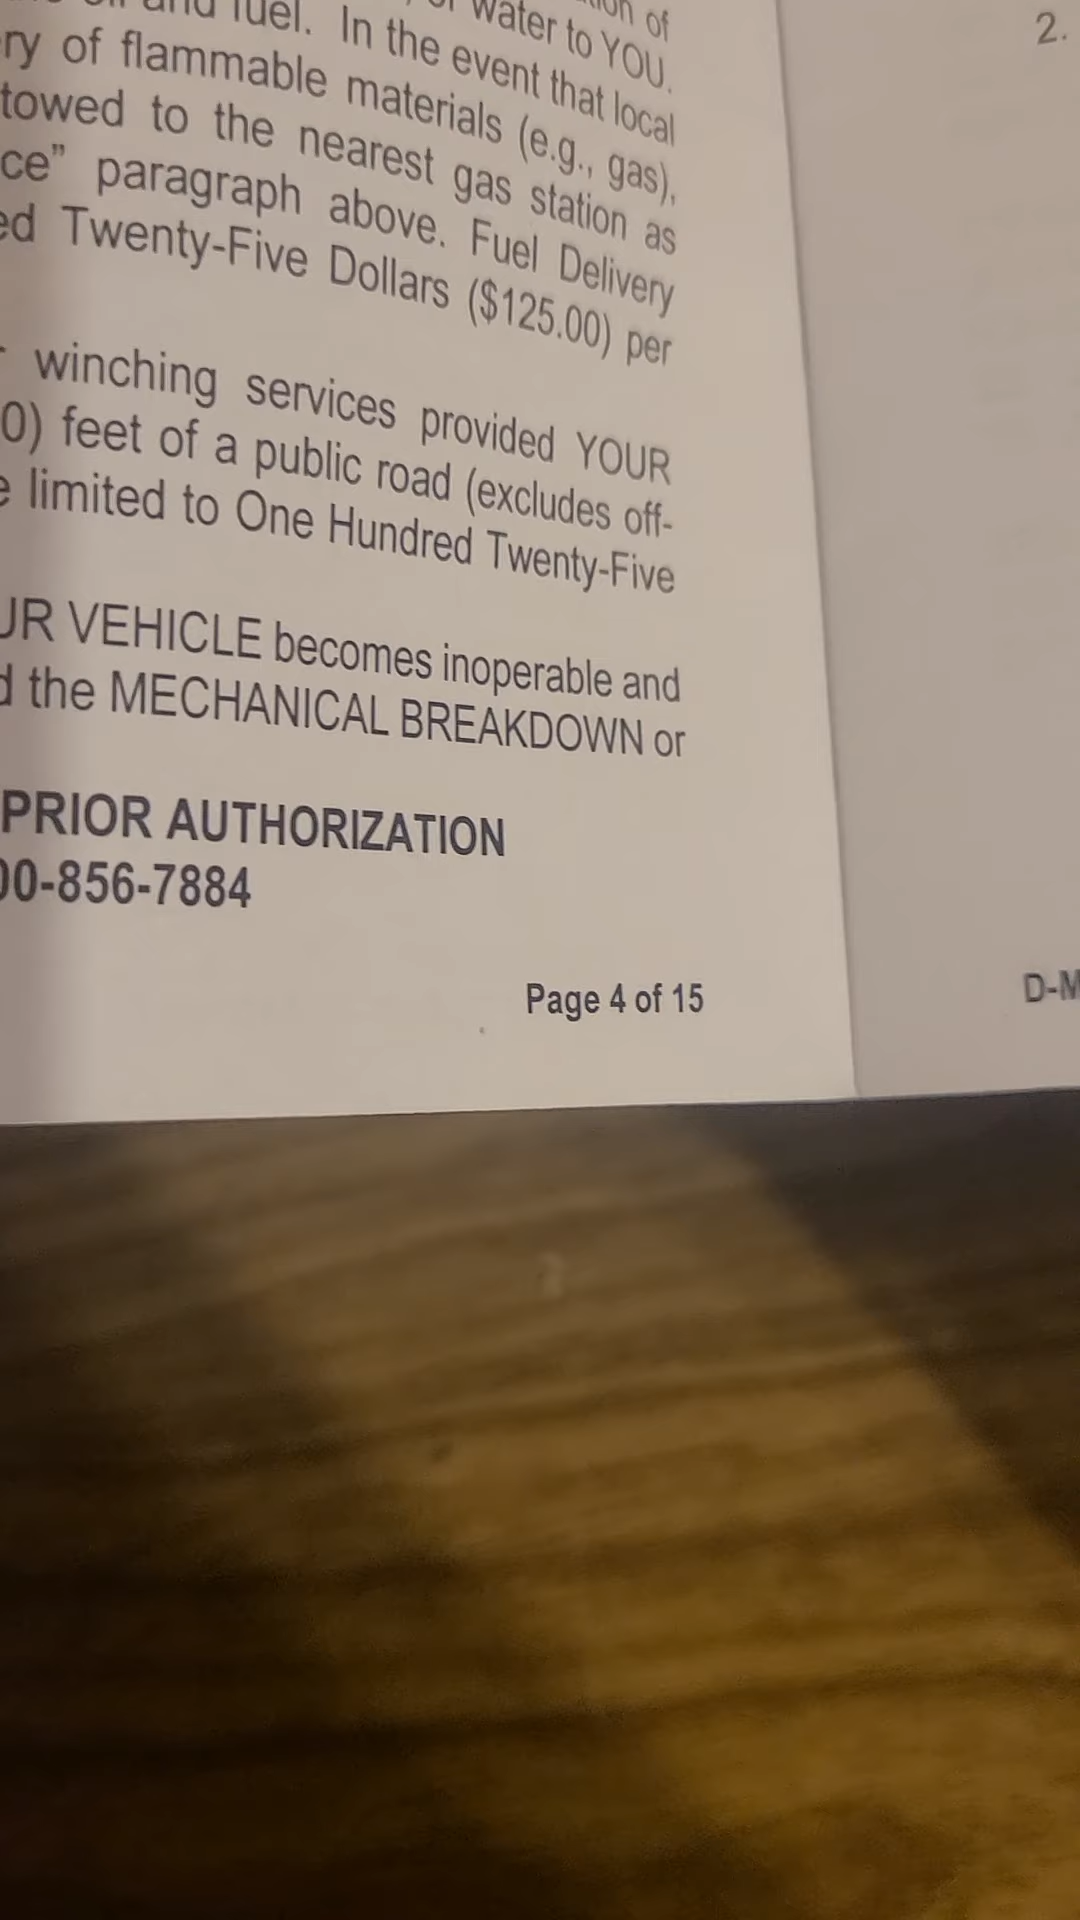 of
Water to YOU.
and fuel. In the event that local
ry of flammable materials (e.g., gas),
towed to the nearest gas station as
ce” paragraph above. Fuel Delivery
ed Twenty-Five Dollars ($125.00) per
winching services provided YOUR
0) feet of a public road (excludes off-
e limited to One Hundred Twenty-Five
UR VEHICLE becomes inoperable and
d the MECHANICAL BREAKDOWN or
PRIOR AUTHORIZATION
00-856-7884
Page 4 of 15
2.
D-M